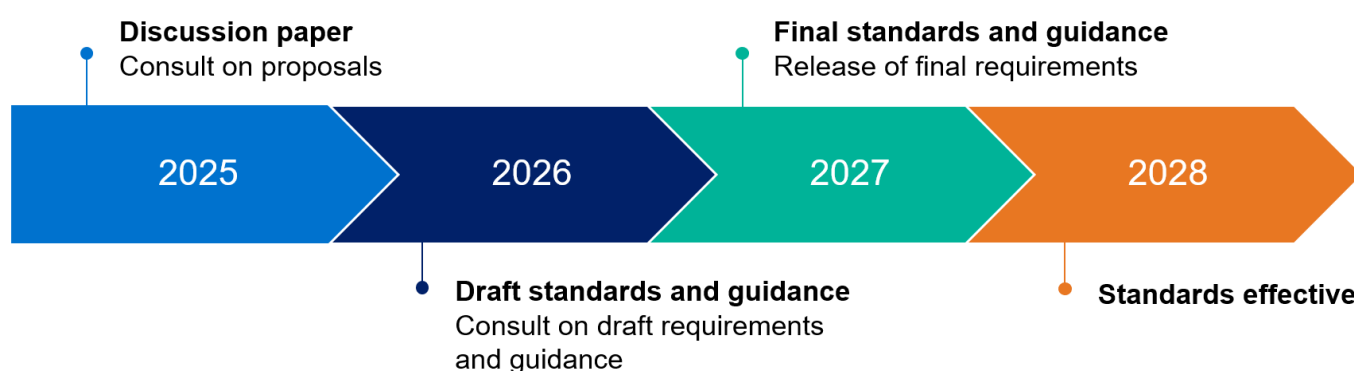 Discussion paper
Consult on proposals
Final standards and guidance
Release of final requirements
2025
2026
2027
2028
Draft standards and guidance
Consult on draft requirements
and guidance
Standards effective